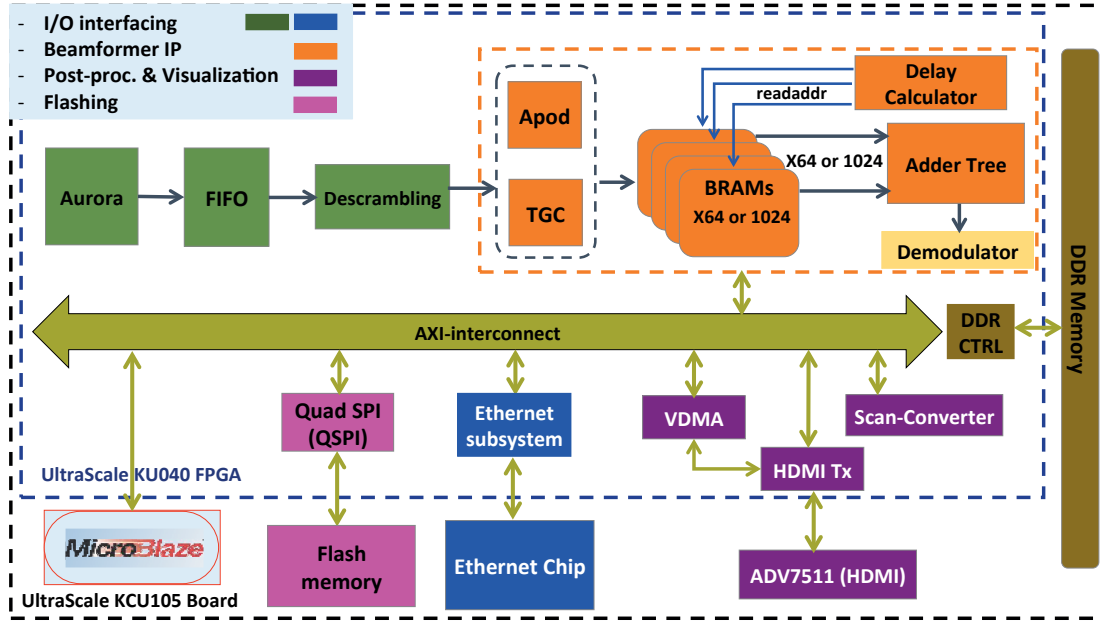 - I/O interfacing
- Beamformer IP
- Post-proc. & Visualization
- Flashing
Delay
Calculator
readaddr
Apod
TGC
Aurora
FIFO
Descrambling
BRAMs
X64 or 1024
X64 or 1024
Adder Tree
Demodulator
DDR Memory
AXI-interconnect
DDR
CTRL
Quad SPI
(QSPI)
Ethernet
subsystem
VDMA
Scan-Converter
HDMI Tx
UltraScale KU040 FPGA
MicroBlaze
UltraScale KCU105 Board
Flash
memory
Ethernet Chip
ADV7511 (HDMI)